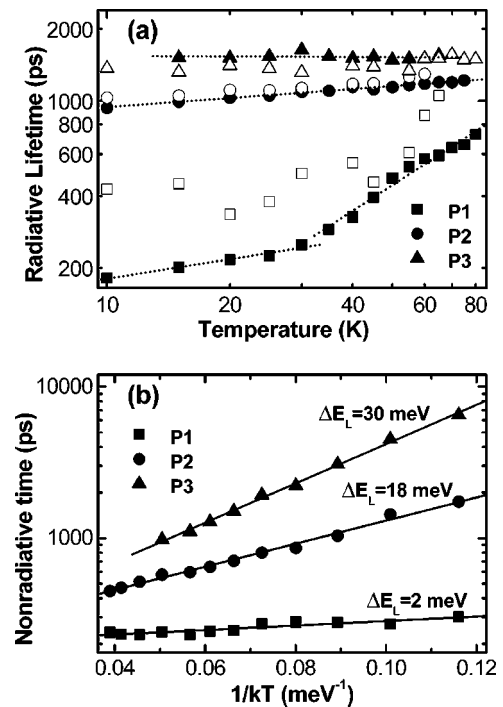 (a)
2000
1000
800
600
400
200
Radiative Lifetime (ps)
P1
P2
P3
10
20
30
40
50
60
70
80
Temperature (K)
(b)
10000
1000
Nonradiative time (ps)
P1
P2
P3
ΔE_L=30 meV
ΔE_L=18 meV
ΔE_L=2 meV
0.04
0.06
0.08
0.10
0.12
1/kT (meV⁻¹)